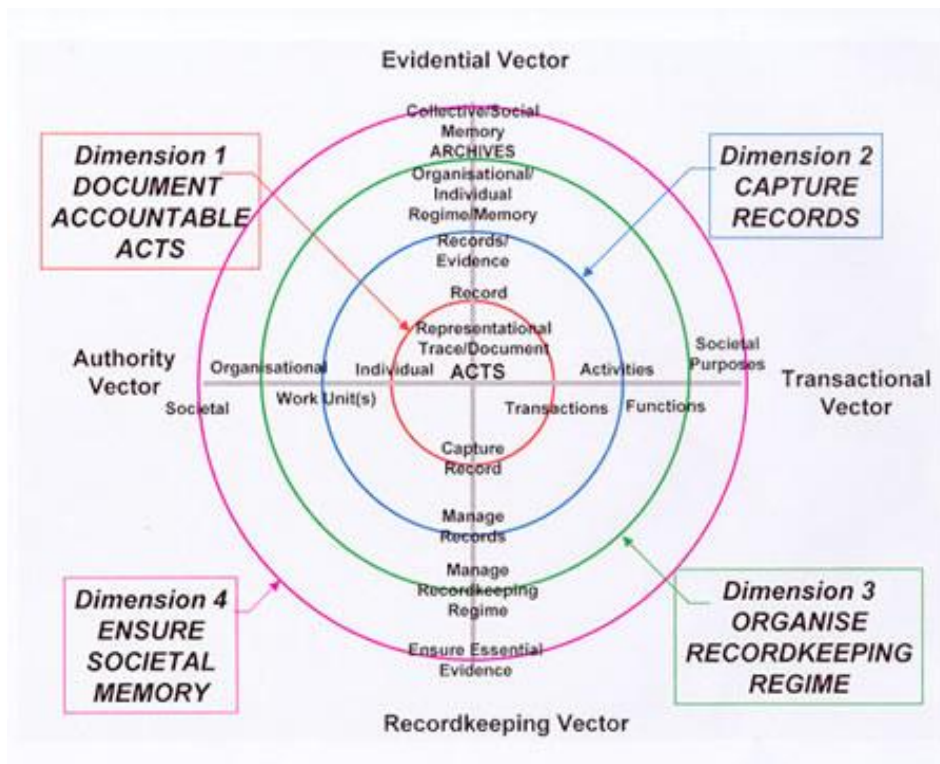 Evidential Vector
Collective/Social
Memory
ARCHIVES
Organisational/
Individual
Regime/Memory
Records/
Evidence
Record
Representational
Trace/Document
ACTS
Dimension 1
DOCUMENT
ACCOUNTABLE
ACTS
Dimension 2
CAPTURE
RECORDS
Authority
Vector
Organisational
Individual
Societal
Work Unit(s)
Activities
Societal
Purposes
Transactions
Functions
Transactional
Vector
Capture
Record
Manage
Records
Manage
Recordkeeping
Regime
Ensure Essential
Evidence
Dimension 4
ENSURE
SOCIETAL
MEMORY
Dimension 3
ORGANISE
RECORDKEEPING
REGIME
Recordkeeping Vector